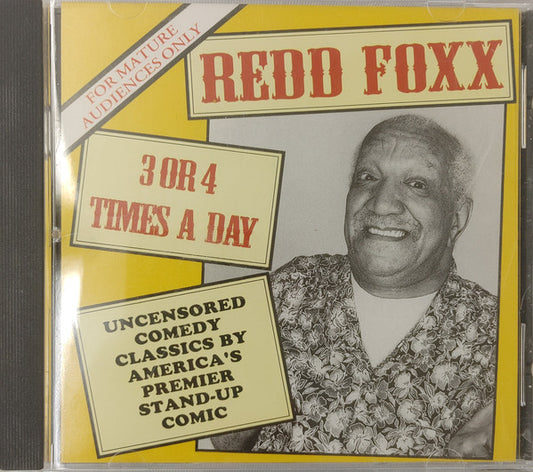 FOR MATURE
AUDIENCES ONLY
REDD FOXX
3 OR 4
TIMES A DAY
UNCENSORED
COMEDY
CLASSICS BY
AMERICA'S
PREMIER
STAND-UP
COMIC